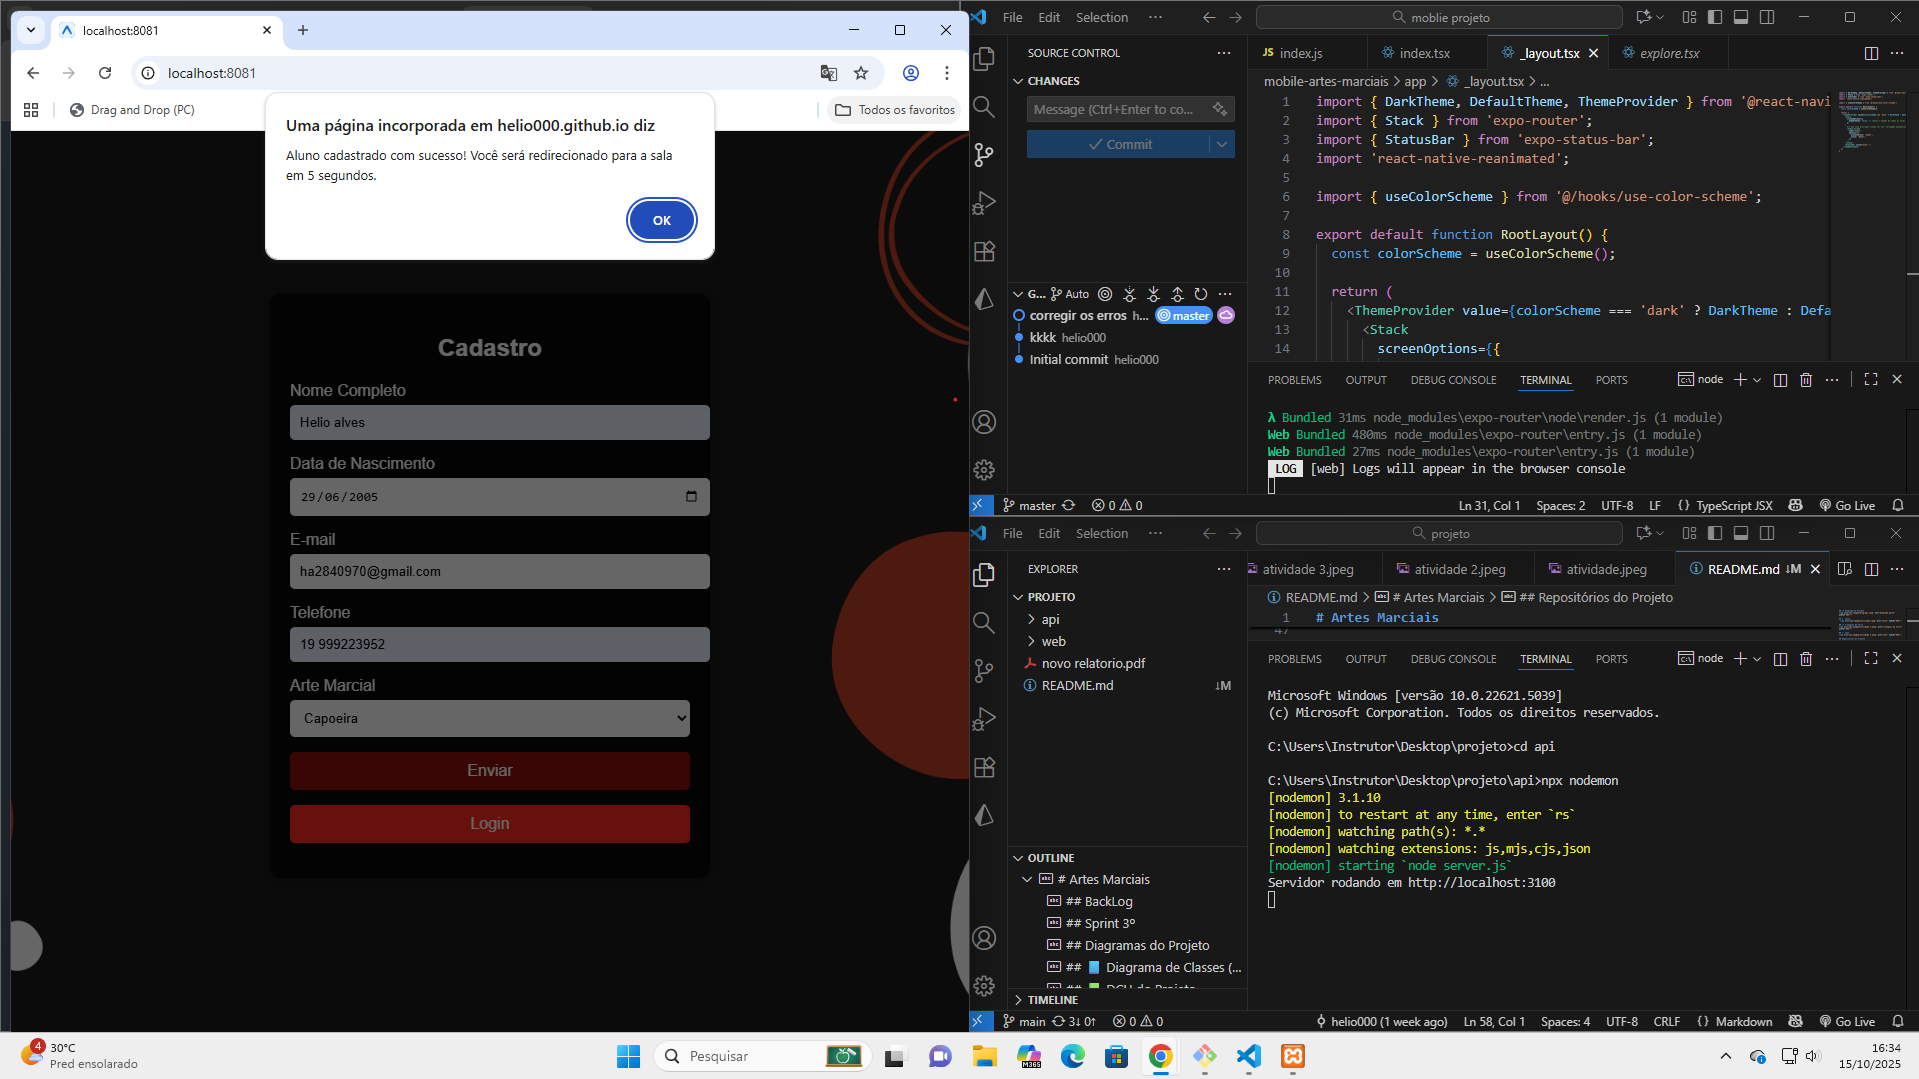 localhost:8081
localhost:8081
Drag and Drop (PC)
Todos os favoritos
Uma página incorporada em helio000.github.io diz
Aluno cadastrado com sucesso! Você será redirecionado para a sala
em 5 segundos.
OK
Cadastro
Nome Completo
Helio alves
Data de Nascimento
29/06/2005
E-mail
ha2840970@gmail.com
Telefone
19 999223952
Arte Marcial
Capoeira
Enviar
Login
File Edit Selection ···
moblie projeto
SOURCE CONTROL
CHANGES
Message (Ctrl+Enter to co...
Commit
G... Auto
corregir os erros h... master
kkkk helio000
Initial commit helio000
JS index.js
index.tsx
_layout.tsx
explore.tsx
mobile-artes-marciais > app > _layout.tsx > ...
1 import { DarkTheme, DefaultTheme, ThemeProvider } from '@react-navi
2 import { Stack } from 'expo-router';
3 import { StatusBar } from 'expo-status-bar';
4 import 'react-native-reanimated';
5
6 import { useColorScheme } from '@/hooks/use-color-scheme';
7
8 export default function RootLayout() {
9 const colorScheme = useColorScheme();
10
11 return (
12 <ThemeProvider value={colorScheme === 'dark' ? DarkTheme : Defa
13 <Stack
14 screenOptions={{
PROBLEMS OUTPUT DEBUG CONSOLE TERMINAL PORTS
node
λ Bundled 31ms node_modules\expo-router\node\render.js (1 module)
Web Bundled 480ms node_modules\expo-router\entry.js (1 module)
Web Bundled 27ms node_modules\expo-router\entry.js (1 module)
LOG [web] Logs will appear in the browser console
master 0 0
Ln 31, Col 1 Spaces: 2 UTF-8 LF {} TypeScript JSX Go Live
File Edit Selection ···
projeto
EXPLORER
PROJETO
api
web
novo relatorio.pdf
README.md ↓M
OUTLINE
# Artes Marciais
## BackLog
## Sprint 3º
## Diagramas do Projeto
## Diagrama de Classes (...
TIMELINE
atividade 3.jpeg
atividade 2.jpeg
atividade.jpeg
README.md ↓M
README.md > # Artes Marciais > ## Repositórios do Projeto
1 # Artes Marciais
47
PROBLEMS OUTPUT DEBUG CONSOLE TERMINAL PORTS
node
Microsoft Windows [versão 10.0.22621.5039]
(c) Microsoft Corporation. Todos os direitos reservados.
C:\Users\Instrutor\Desktop\projeto>cd api
C:\Users\Instrutor\Desktop\projeto\api>npx nodemon
[nodemon] 3.1.10
[nodemon] to restart at any time, enter `rs`
[nodemon] watching path(s): *.*
[nodemon] watching extensions: js,mjs,cjs,json
[nodemon] starting `node server.js`
Servidor rodando em http://localhost:3100
main 3↓ 0↑ 0 0
helio000 (1 week ago) Ln 58, Col 1 Spaces: 4 UTF-8 CRLF {} Markdown Go Live
4
30°C
Pred ensolarado
Pesquisar
M365
16:34
15/10/2025